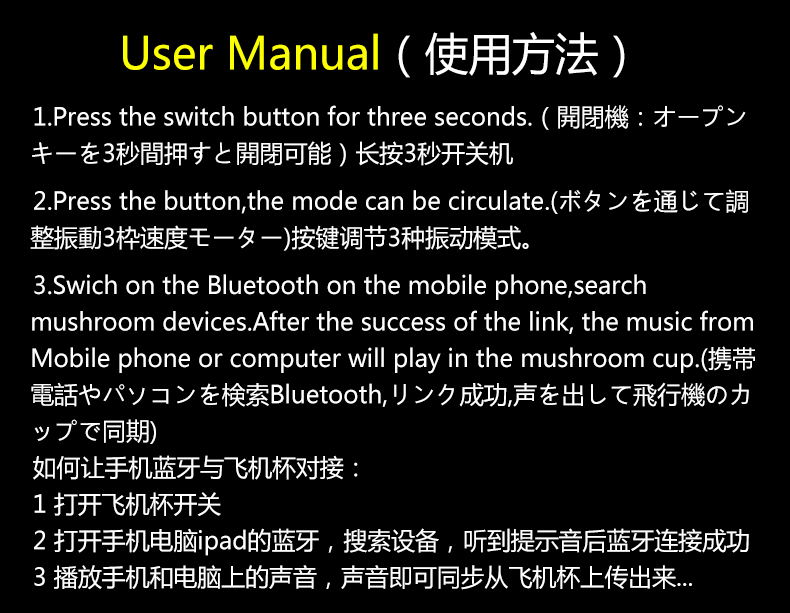 User Manual（使用方法）
1.Press the switch button for three seconds.（開閉機：オープン
キーを3秒間押すと開閉可能）长按3秒开关机
2.Press the button,the mode can be circulate.(ボタンを通じて調
整振動3枠速度モーター)按键调节3种振动模式。
3.Swich on the Bluetooth on the mobile phone,search
mushroom devices.After the success of the link, the music from
Mobile phone or computer will play in the mushroom cup.(携帯
電話やパソコンを検索Bluetooth,リンク成功,声を出して飛行機のカ
ップで同期)
如何让手机蓝牙与飞机杯对接：
1 打开飞机杯开关
2 打开手机电脑ipad的蓝牙，搜索设备，听到提示音后蓝牙连接成功
3 播放手机和电脑上的声音，声音即可同步从飞机杯上传出来...